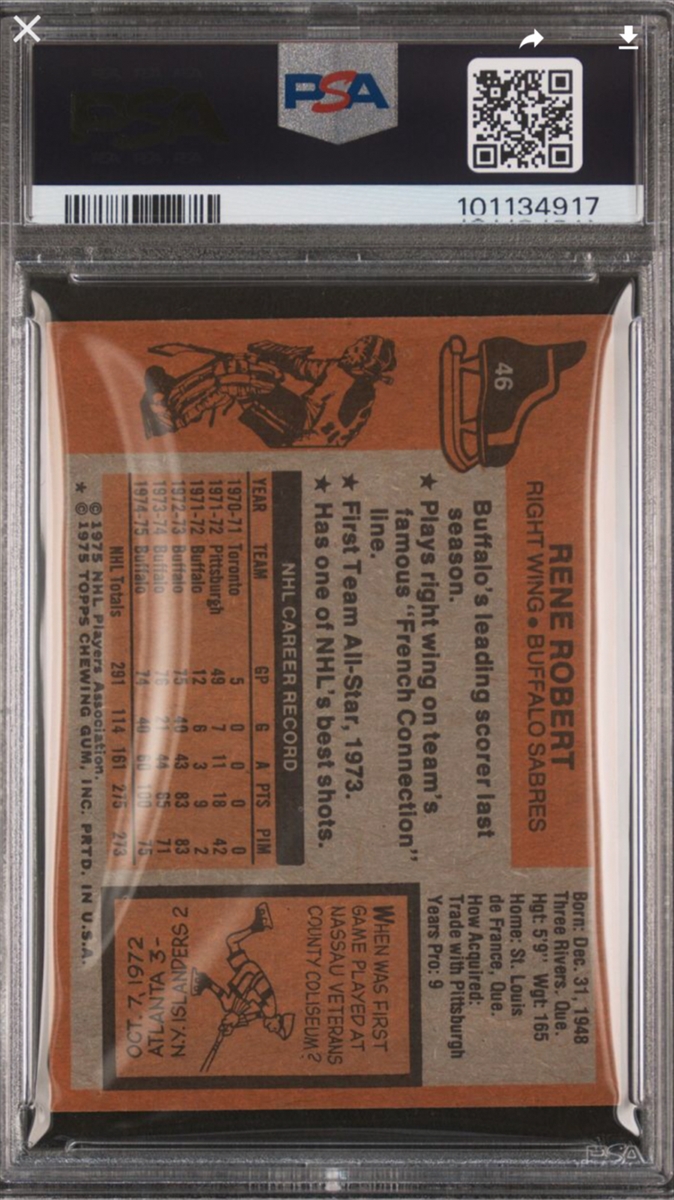 PSA
101134917
46
RENE ROBERT
RIGHT WING ● BUFFALO SABRES
Buffalo's leading scorer last
season.
★ Plays right wing on team's
famous "French Connection"
line.
★ First Team All-Star, 1973.
★ Has one of NHL's best shots.
NHL CAREER RECORD
YEAR TEAM GP G A PTS PIM
1970-71 Toronto 5 0 0 0 0
1971-72 Pittsburgh 49 7 11 18 42
1971-72 Buffalo 12 6 3 9 2
1972-73 Buffalo 75 40 43 83 83
1973-74 Buffalo 76 21 44 65 71
1974-75 Buffalo 74 40 60 100 75
NHL Totals 291 114 161 275 273
© 1975 NHL Players Association.
★ © 1975 TOPPS CHEWING GUM, INC. PRTD. IN U.S.A.
Born: Dec. 31, 1948
Three Rivers, Que.
Hgt: 5'9" Wgt: 165
Home: St. Louis
de France, Que.
How Acquired:
Trade with Pittsburgh
Years Pro: 9
WHEN WAS FIRST
GAME PLAYED AT
NASSAU VETERANS
COUNTY COLISEUM?
OCT. 7, 1972
ATLANTA 3-
N.Y. ISLANDERS 2
PSA